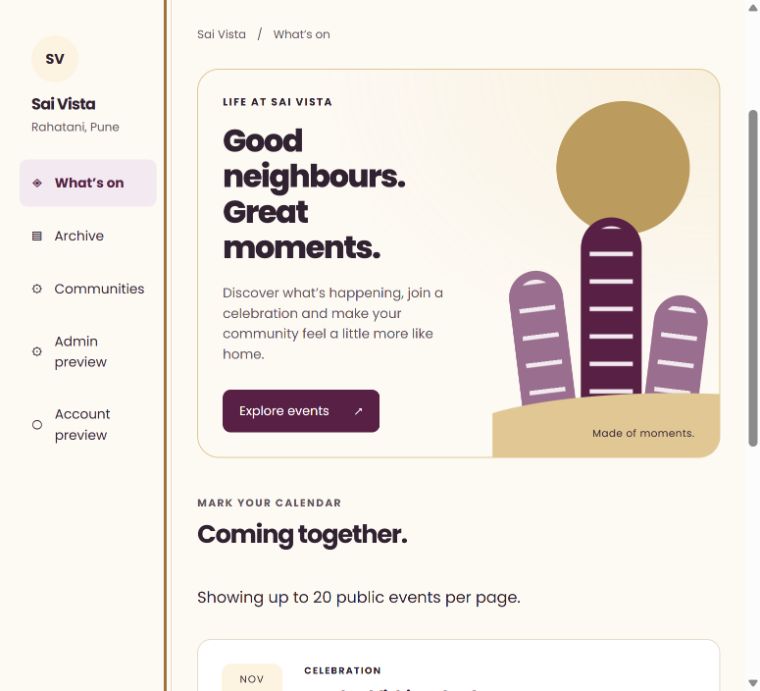 SV
Sai Vista
Rahatani, Pune
What's on
Archive
Communities
Admin
preview
Account
preview
Sai Vista / What's on
LIFE AT SAI VISTA
Good
neighbours.
Great
moments.
Discover what's happening, join a
celebration and make your
community feel a little more like
home.
Explore events ↗
Made of moments.
MARK YOUR CALENDAR
Coming together.
Showing up to 20 public events per page.
NOV
CELEBRATION